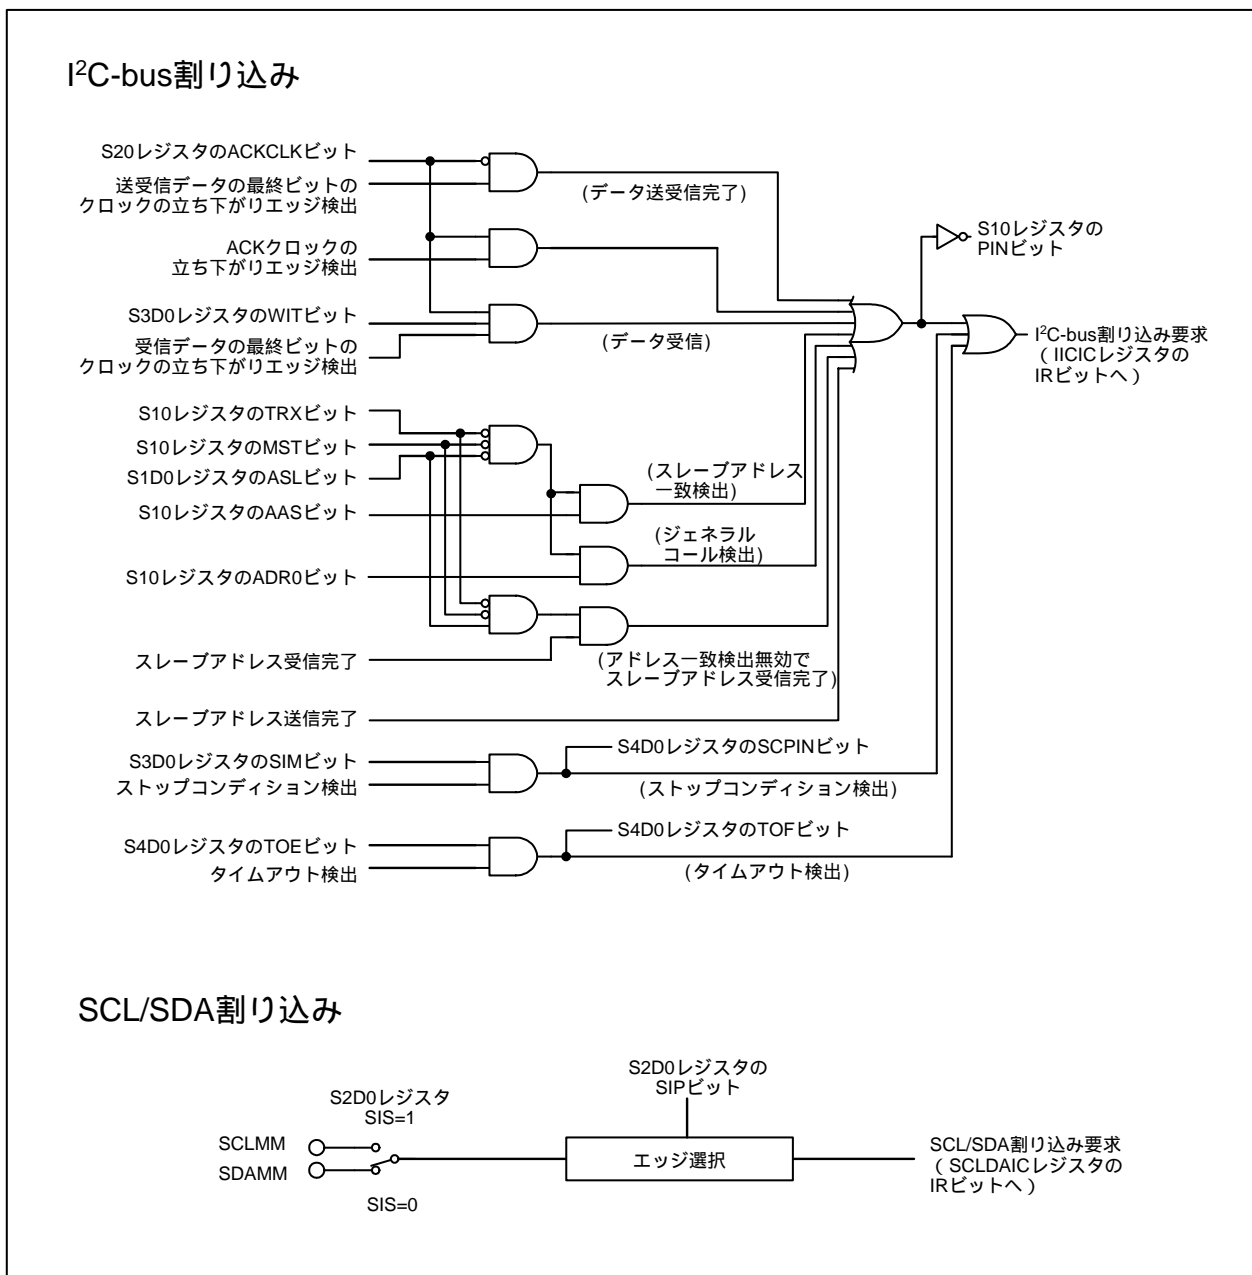 I²C-bus割り込み
S20レジスタのACKCLKビット
送受信データの最終ビットの
クロックの立ち下がりエッジ検出
(データ送受信完了)
S10レジスタの
PINビット
ACKクロックの
立ち下がりエッジ検出
S3D0レジスタのWITビット
受信データの最終ビットの
クロックの立ち下がりエッジ検出
(データ受信)
I²C-bus割り込み要求
(IICICレジスタの
IRビットへ)
S10レジスタのTRXビット
S10レジスタのMSTビット
S1D0レジスタのASLビット
S10レジスタのAASビット
(スレーブアドレス
一致検出)
(ジェネラル
コール検出)
S10レジスタのADR0ビット
スレーブアドレス受信完了
(アドレス一致検出無効で
スレーブアドレス受信完了)
スレーブアドレス送信完了
S3D0レジスタのSIMビット
ストップコンディション検出
S4D0レジスタのSCPINビット
(ストップコンディション検出)
S4D0レジスタのTOEビット
タイムアウト検出
S4D0レジスタのTOFビット
(タイムアウト検出)
SCL/SDA割り込み
S2D0レジスタの
SIPビット
S2D0レジスタ
SIS=1
SCLMM
SDAMM
SIS=0
エッジ選択
SCL/SDA割り込み要求
(SCLDAICレジスタの
IRビットへ)